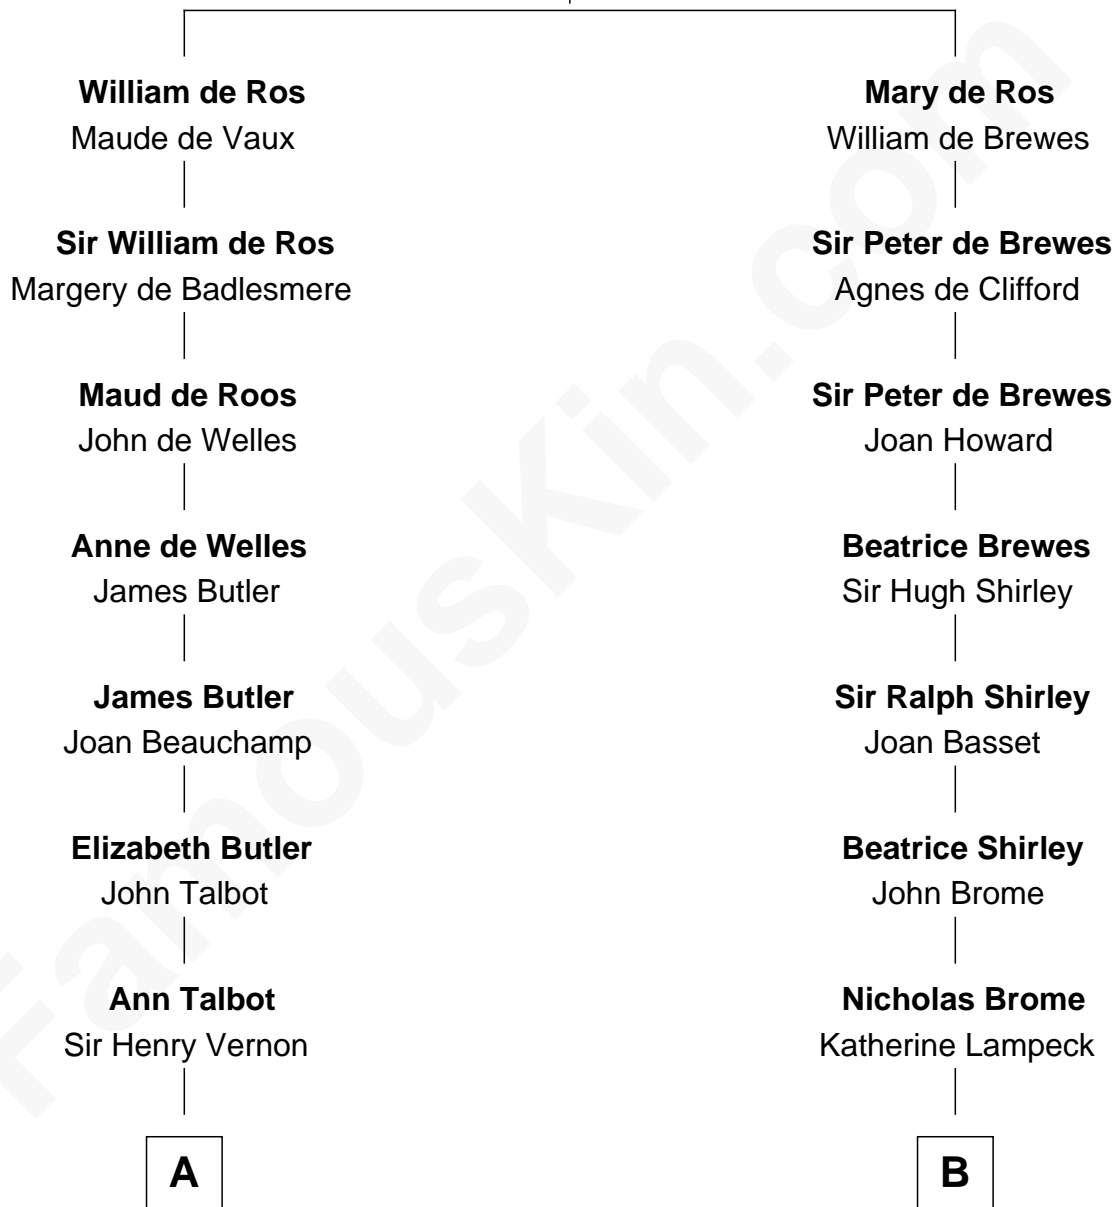 William de Ros
Maude de Vaux
Sir William de Ros
Margery de Badlesmere
Maud de Roos
John de Welles
Anne de Welles
James Butler
James Butler
Joan Beauchamp
Elizabeth Butler
John Talbot
Ann Talbot
Sir Henry Vernon
A
Mary de Ros
William de Brewes
Sir Peter de Brewes
Agnes de Clifford
Sir Peter de Brewes
Joan Howard
Beatrice Brewes
Sir Hugh Shirley
Sir Ralph Shirley
Joan Basset
Beatrice Shirley
John Brome
Nicholas Brome
Katherine Lampeck
B
FamousKin.com